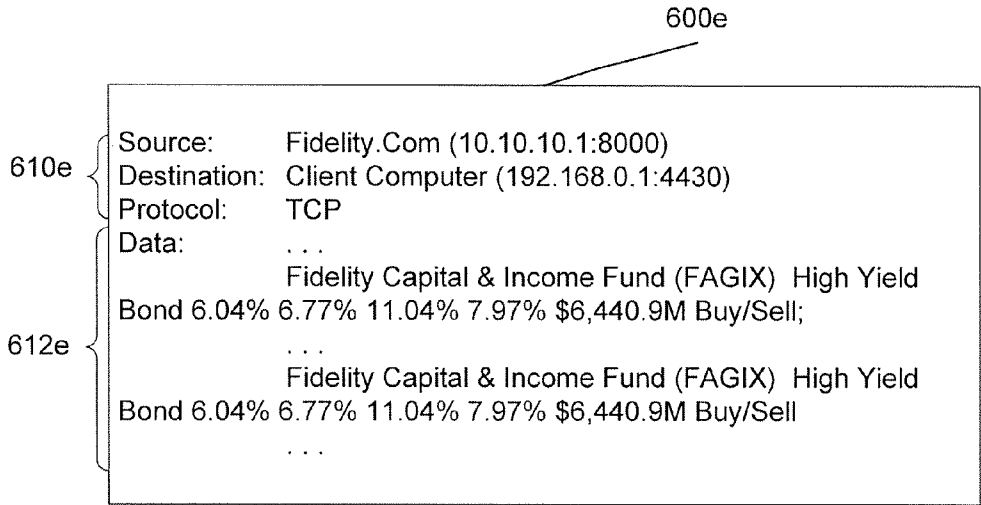 600e
610e
Source: Fidelity.Com (10.10.10.1:8000)
Destination: Client Computer (192.168.0.1:4430)
Protocol: TCP
612e
Data: . . .
Fidelity Capital & Income Fund (FAGIX) High Yield
Bond 6.04% 6.77% 11.04% 7.97% $6,440.9M Buy/Sell;
. . .
Fidelity Capital & Income Fund (FAGIX) High Yield
Bond 6.04% 6.77% 11.04% 7.97% $6,440.9M Buy/Sell
. . .